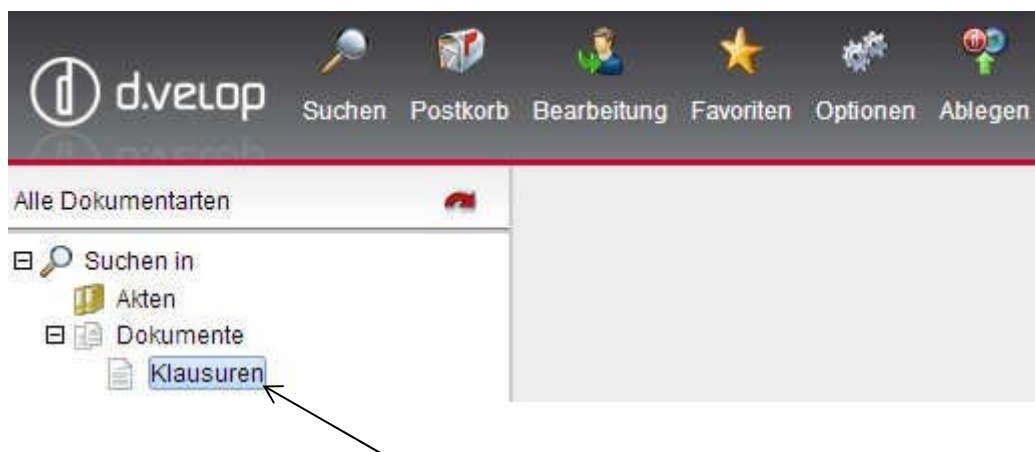 d.velop
Suchen Postkorb Bearbeitung Favoriten Optionen Ablegen
Alle Dokumentarten
Suchen in
Akten
Dokumente
Klausuren